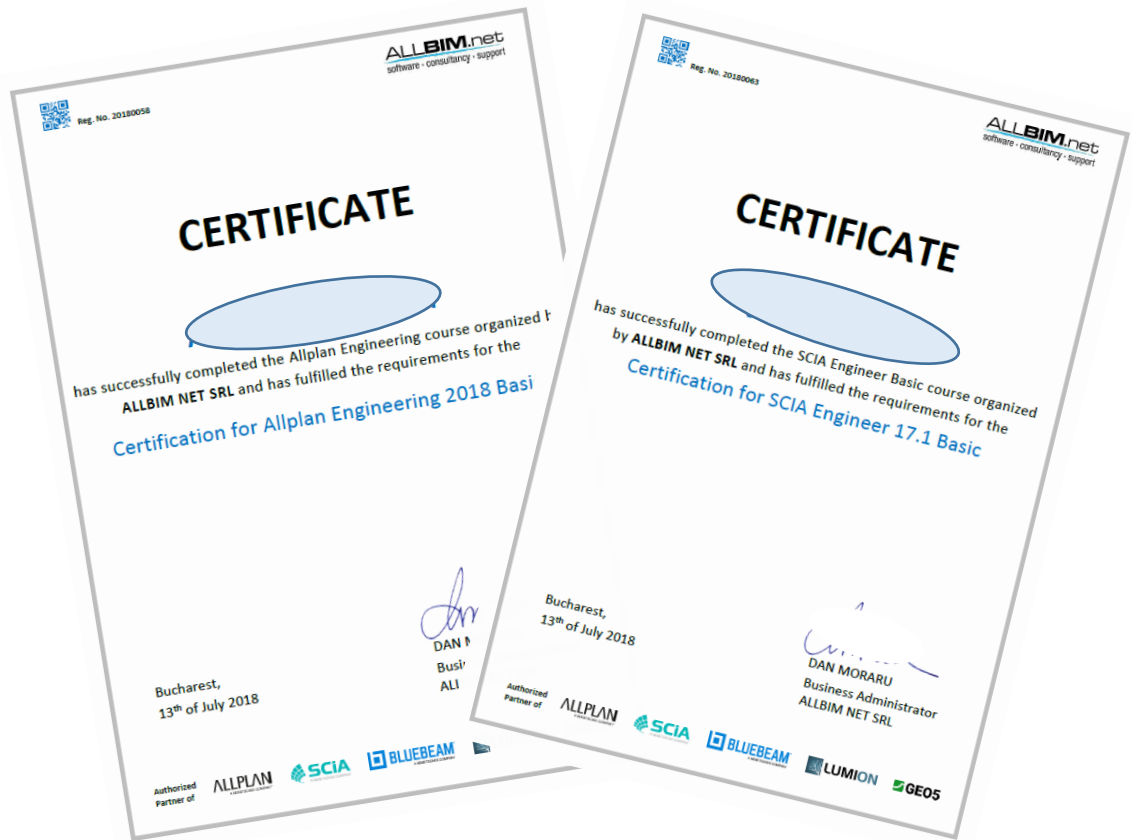 ALLBIM.net
software - consultancy - support
Reg. No. 20180058
CERTIFICATE
has successfully completed the Allplan Engineering course organized
ALLBIM NET SRL and has fulfilled the requirements for the
Certification for Allplan Engineering 2018 Basi
DAN
Busi
ALL
Bucharest,
13th of July 2018
Authorized
Partner of
ALLPLAN
SCiA
BLUEBEAM
Reg. No. 20180063
ALLBIM.net
software - consultancy - support
CERTIFICATE
has successfully completed the SCIA Engineer Basic course organized
by ALLBIM NET SRL and has fulfilled the requirements for the
Certification for SCIA Engineer 17.1 Basic
Bucharest,
13th of July 2018
DAN MORARU
Business Administrator
ALLBIM NET SRL
Authorized
Partner of
ALLPLAN
SCiA
BLUEBEAM
LUMION
GEO5